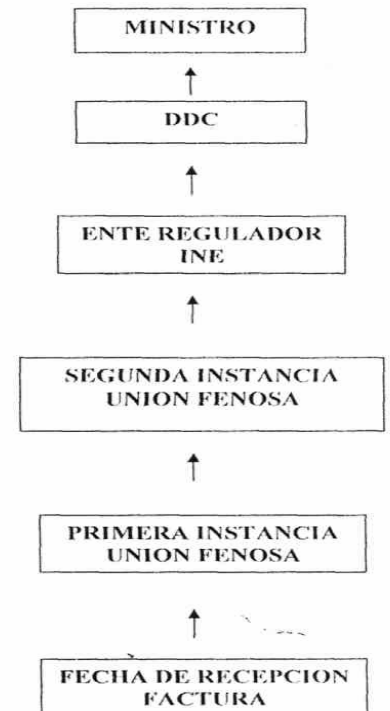 MINISTRO
DDC
ENTE REGULADOR
INE
SEGUNDA INSTANCIA
UNION FENOSA
PRIMERA INSTANCIA
UNION FENOSA
FECHA DE RECEPCION
FACTURA